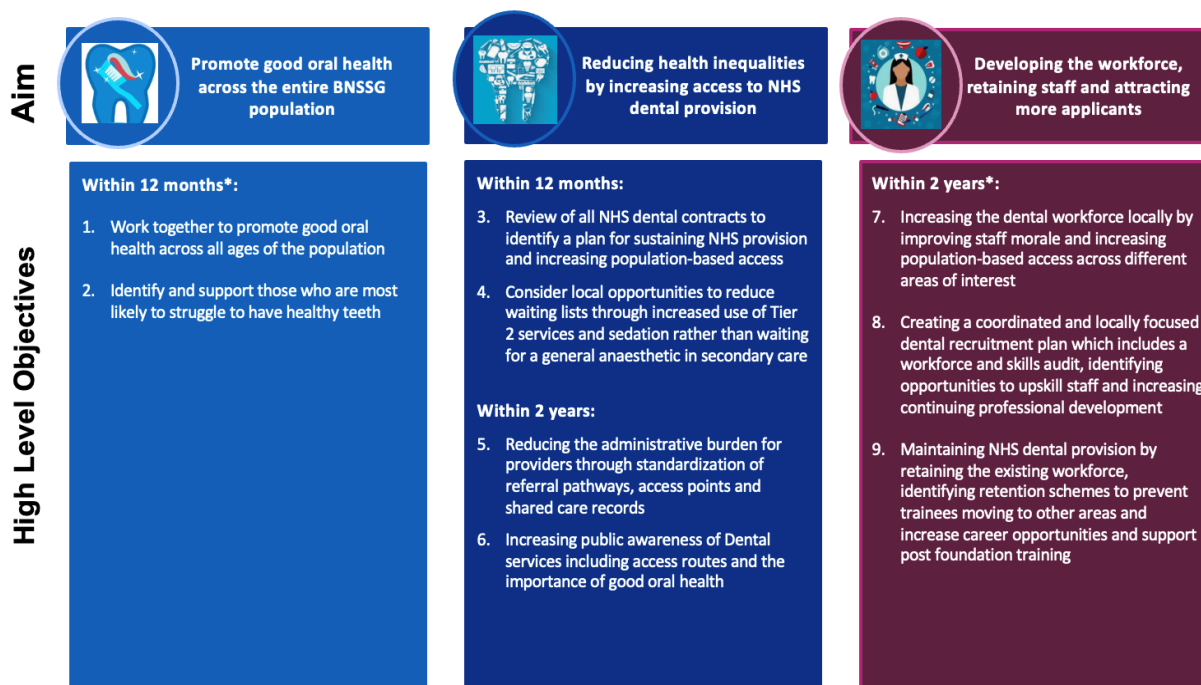 Aim
Promote good oral health
across the entire BNSSG
population
Reducing health inequalities
by increasing access to NHS
dental provision
Developing the workforce,
retaining staff and attracting
more applicants
High Level Objectives
Within 12 months*:
1. Work together to promote good oral
health across all ages of the population
2. Identify and support those who are most
likely to struggle to have healthy teeth
Within 12 months:
3. Review of all NHS dental contracts to
identify a plan for sustaining NHS provision
and increasing population-based access
4. Consider local opportunities to reduce
waiting lists through increased use of Tier
2 services and sedation rather than waiting
for a general anaesthetic in secondary care
Within 2 years:
5. Reducing the administrative burden for
providers through standardization of
referral pathways, access points and
shared care records
6. Increasing public awareness of Dental
services including access routes and the
importance of good oral health
Within 2 years*:
7. Increasing the dental workforce locally by
improving staff morale and increasing
population-based access across different
areas of interest
8. Creating a coordinated and locally focused
dental recruitment plan which includes a
workforce and skills audit, identifying
opportunities to upskill staff and increasing
continuing professional development
9. Maintaining NHS dental provision by
retaining the existing workforce,
identifying retention schemes to prevent
trainees moving to other areas and
increase career opportunities and support
post foundation training